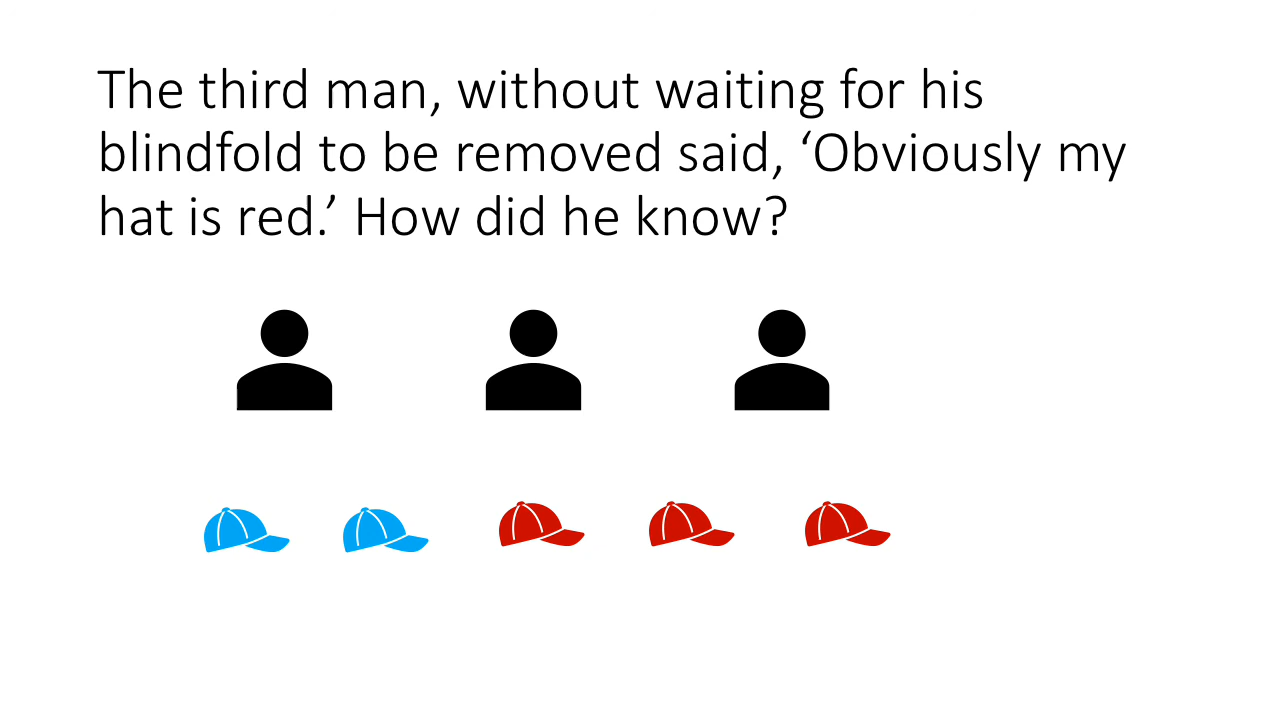 The third man, without waiting for his
blindfold to be removed said, ‘Obviously my
hat is red.’ How did he know?